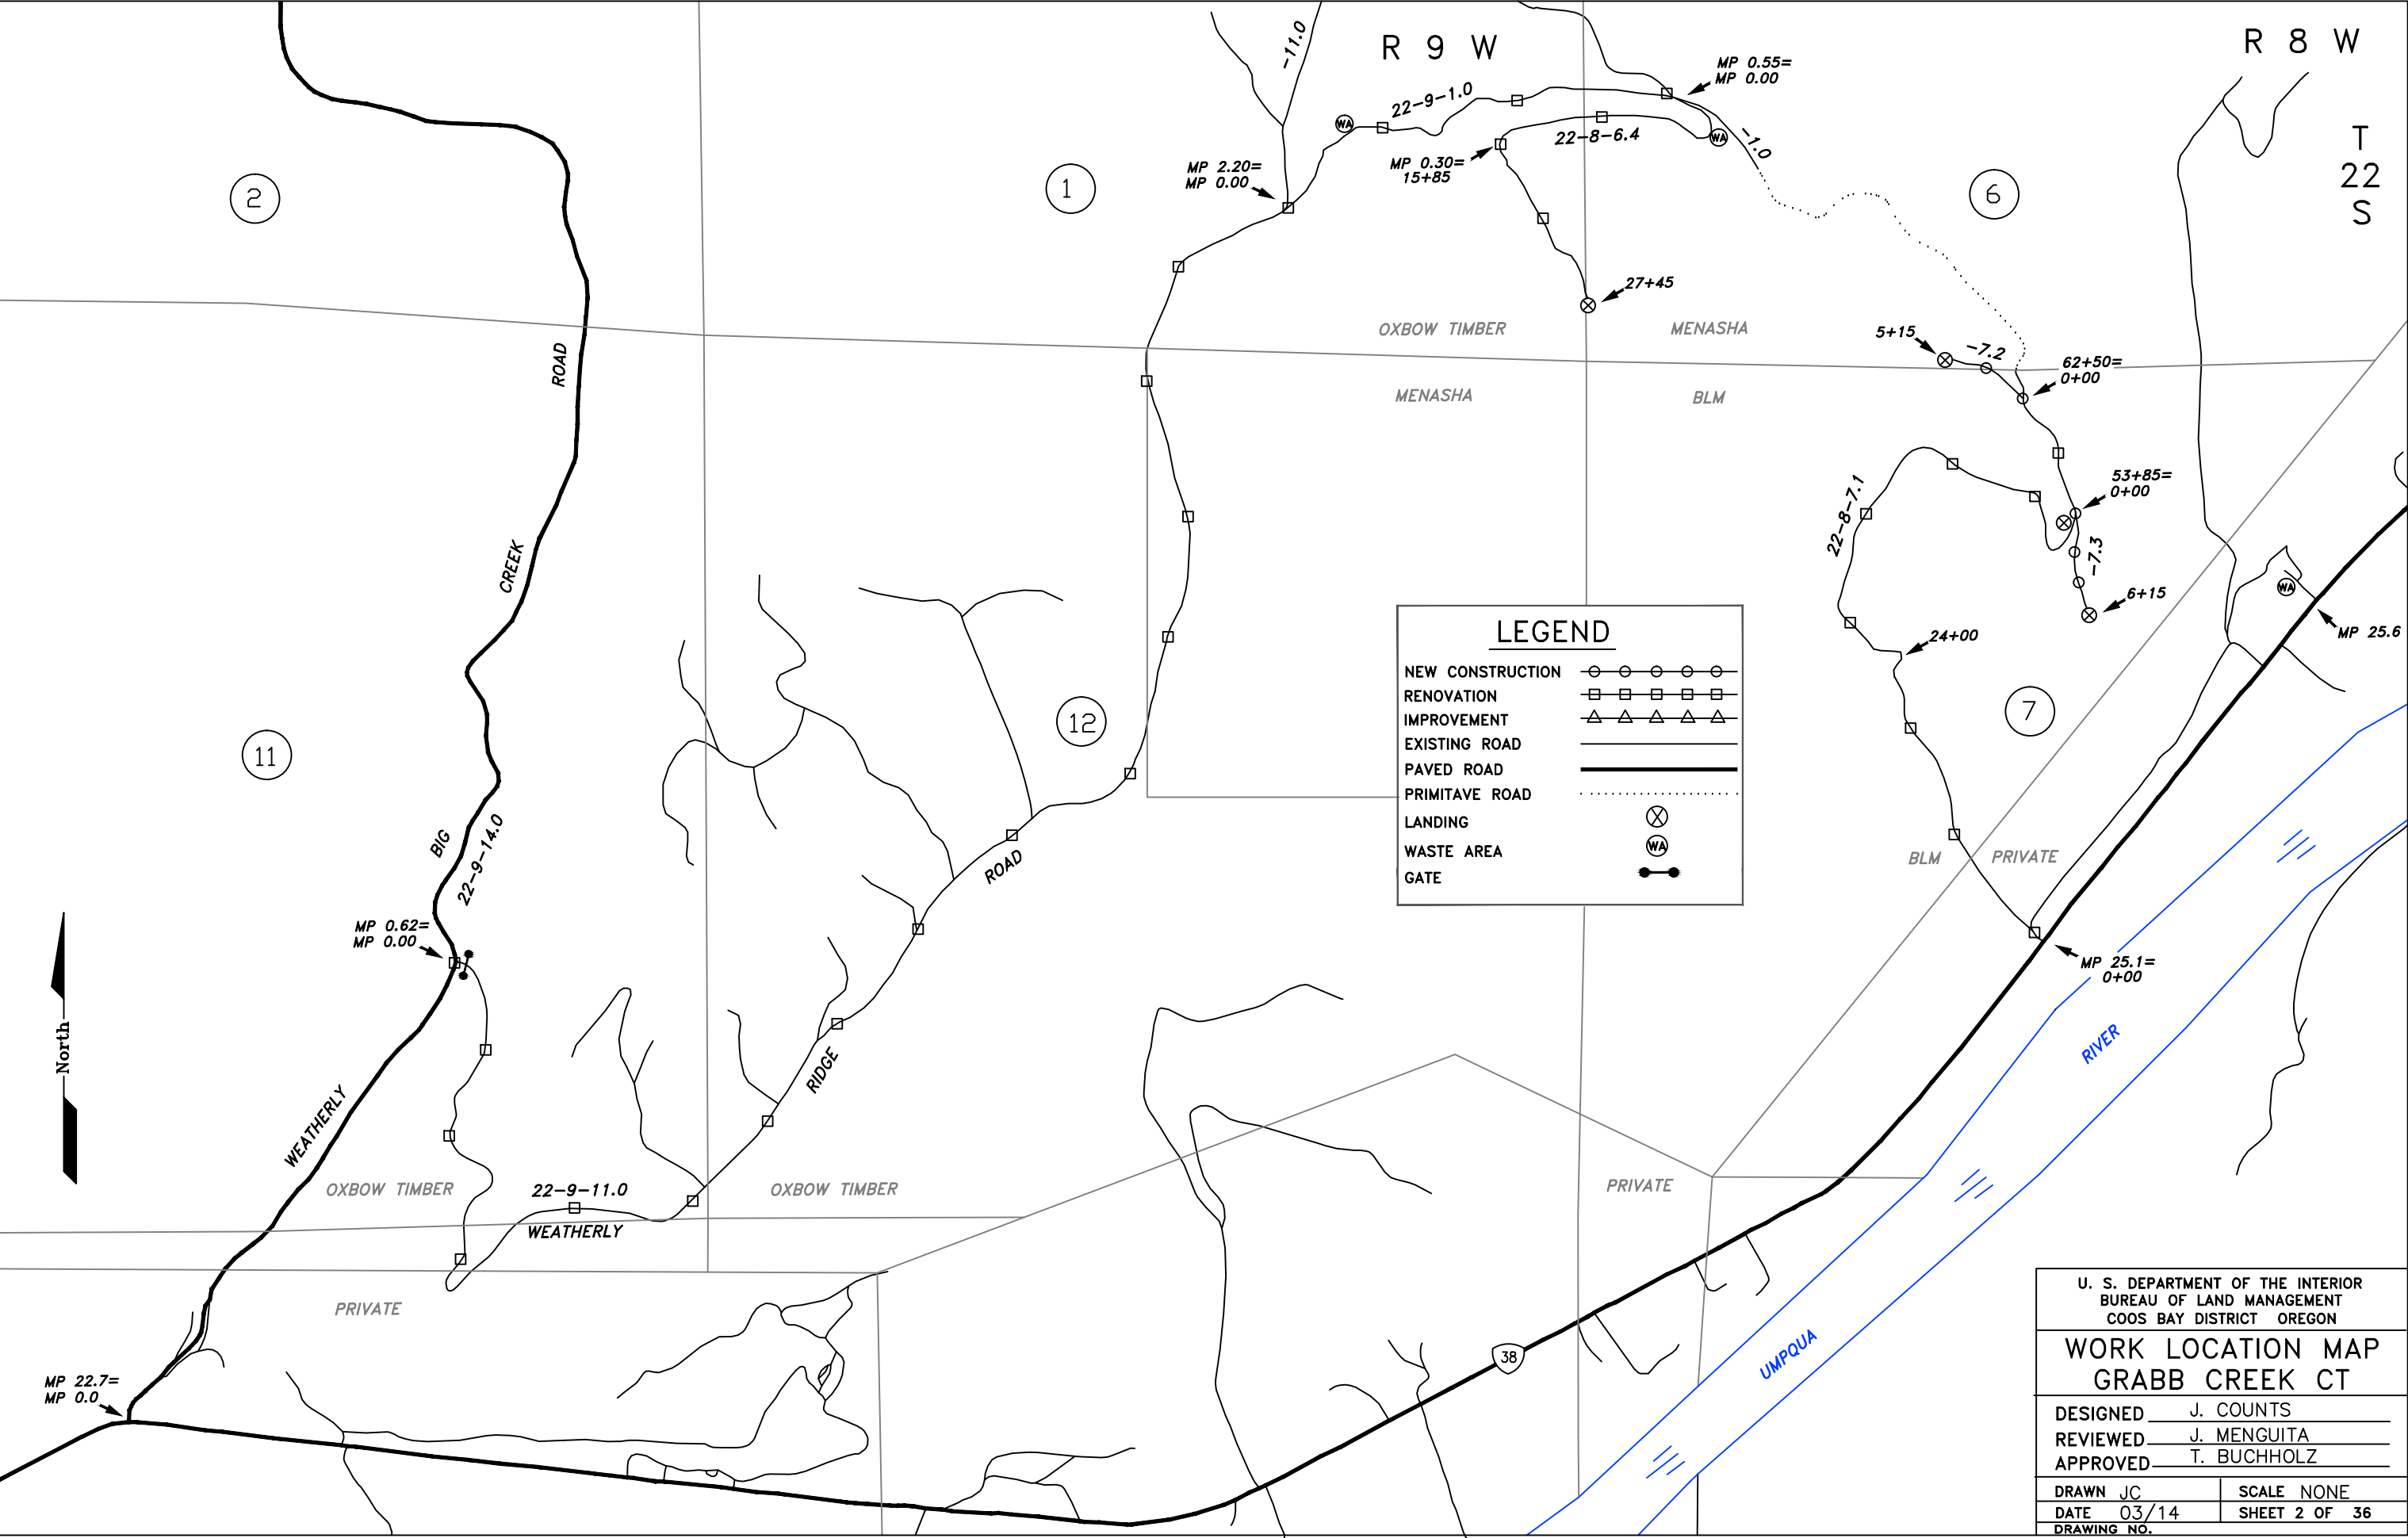 R 9 W
R 8 W
T
22
S
-11.0
22-9-1.0
MP 0.55=
MP 0.00
-1.0
22-8-6.4
MP 0.30=
15+85
MP 2.20=
MP 0.00
WA
WA
2
1
6
27+45
OXBOW TIMBER
MENASHA
MENASHA
BLM
5+15
-7.2
62+50=
0+00
53+85=
0+00
22-8-7.1
-7.3
6+15
24+00
WA
MP 25.6
7
BLM
PRIVATE
MP 25.1=
0+00
ROAD
CREEK
BIG
22-9-14.0
WEATHERLY
11
12
MP 0.62=
MP 0.00
ROAD
RIDGE
22-9-11.0
WEATHERLY
OXBOW TIMBER
OXBOW TIMBER
PRIVATE
PRIVATE
MP 22.7=
MP 0.0
North
38
UMPQUA
RIVER
LEGEND
NEW CONSTRUCTION
RENOVATION
IMPROVEMENT
EXISTING ROAD
PAVED ROAD
PRIMITAVE ROAD
LANDING
WASTE AREA WA
GATE
U. S. DEPARTMENT OF THE INTERIOR
BUREAU OF LAND MANAGEMENT
COOS BAY DISTRICT OREGON
WORK LOCATION MAP
GRABB CREEK CT
DESIGNED J. COUNTS
REVIEWED J. MENGUITA
APPROVED T. BUCHHOLZ
DRAWN JC SCALE NONE
DATE 03/14 SHEET 2 OF 36
DRAWING NO.